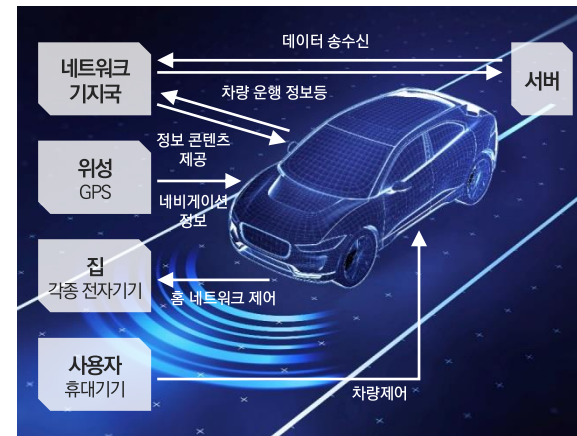 데이터 송수신
네트워크
기지국
서버
차량 운행 정보등
정보 콘텐츠
제공
위성
GPS
네비게이션
정보
집
각종 전자기기
홈 네트워크 제어
사용자
휴대기기
차량제어